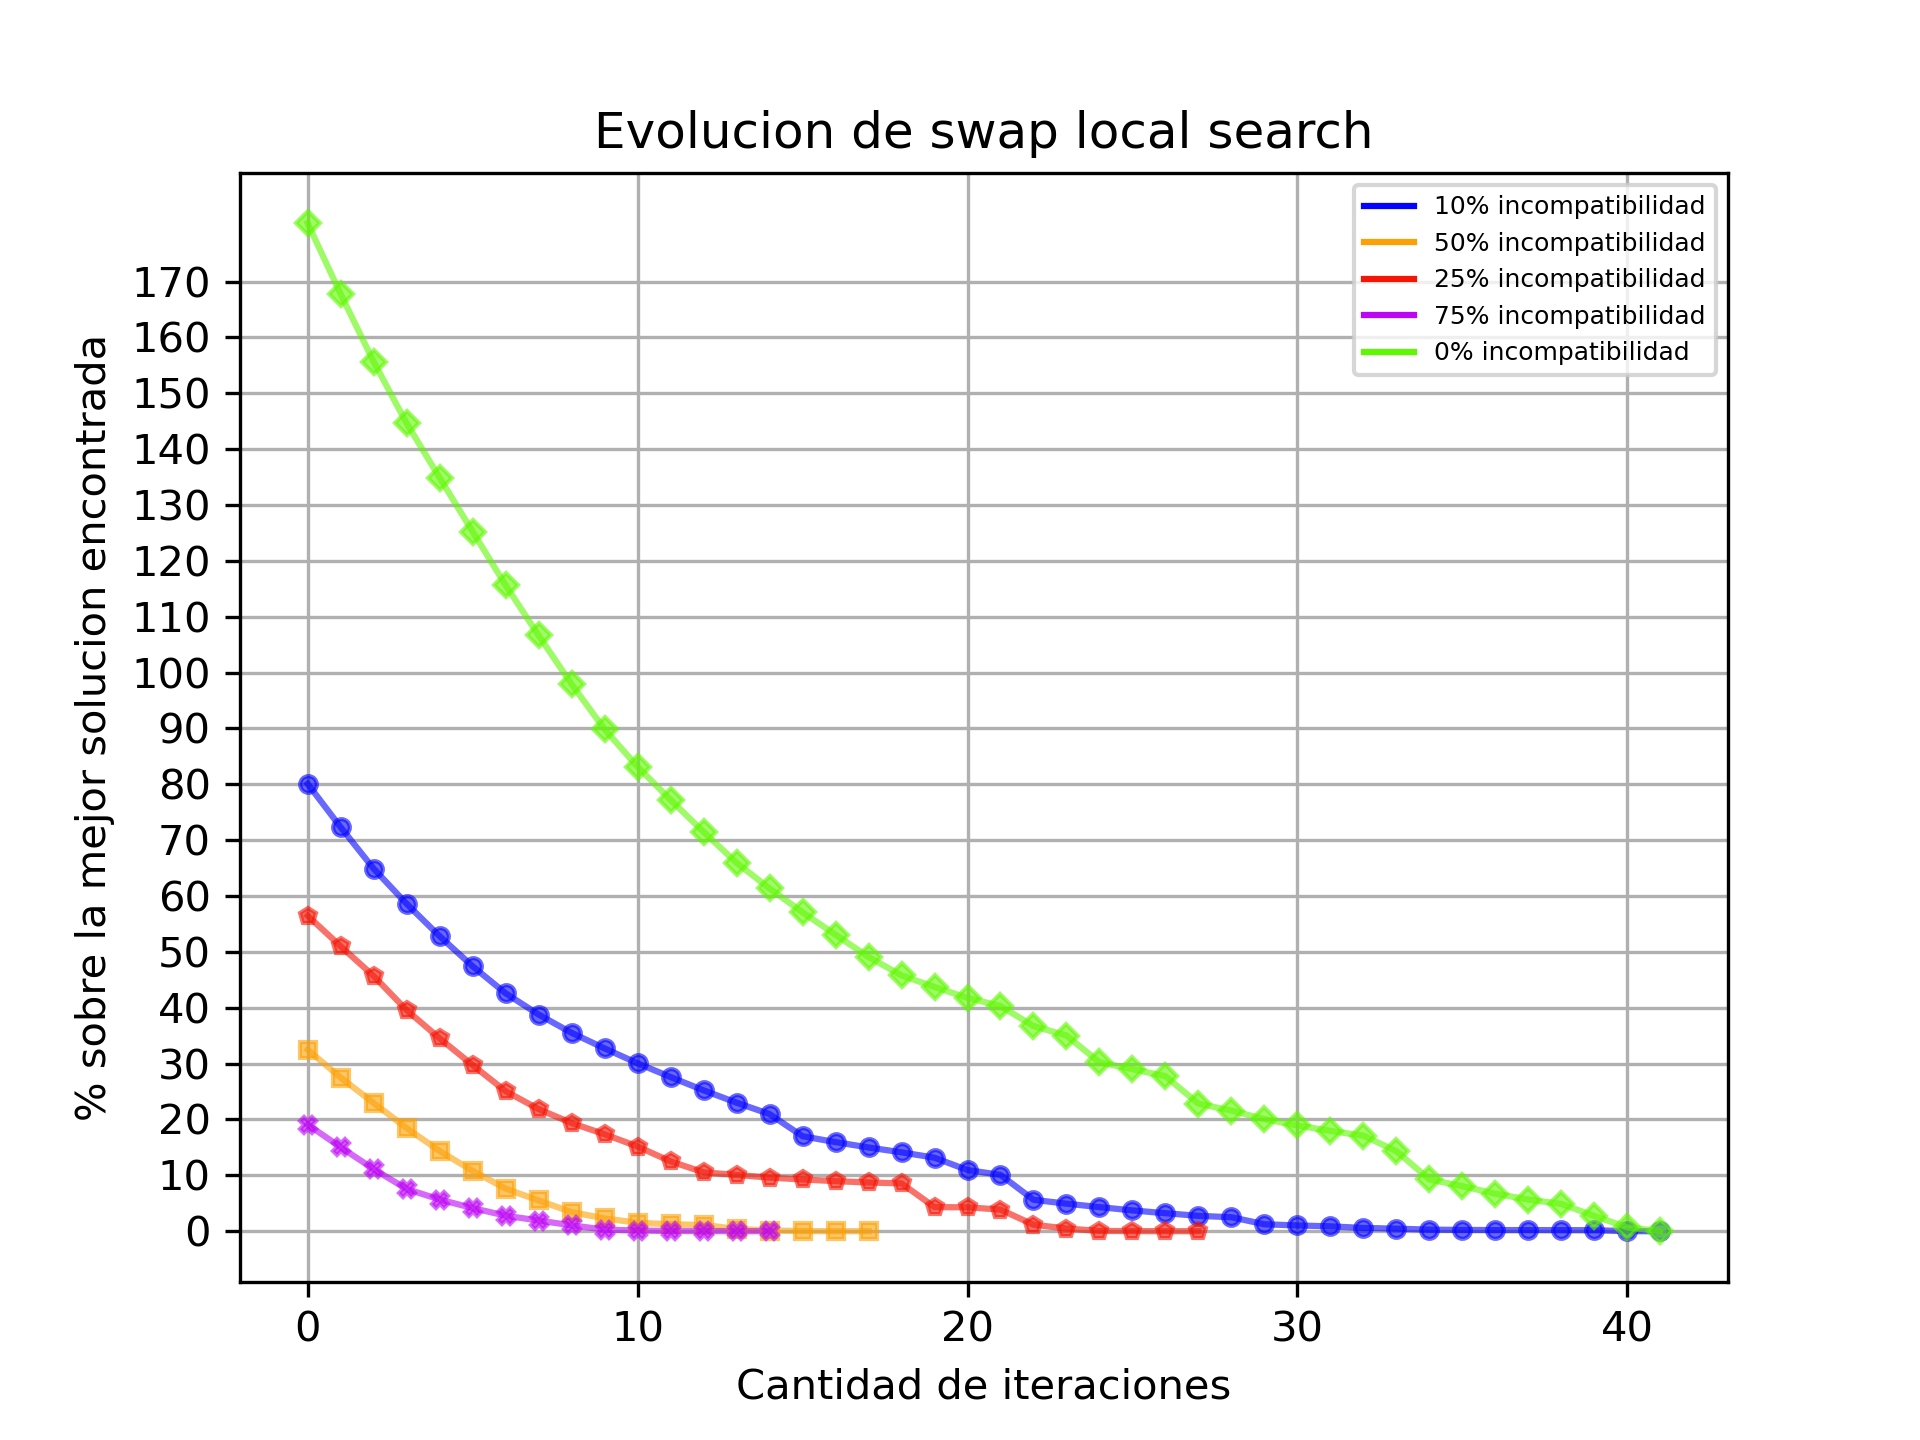 Evolucion de swap local search
10% incompatibilidad
50% incompatibilidad
25% incompatibilidad
75% incompatibilidad
0% incompatibilidad
% sobre la mejor solucion encontrada
170
160
150
140
130
120
110
100
90
80
70
60
50
40
30
20
10
0
0 10 20 30 40
Cantidad de iteraciones